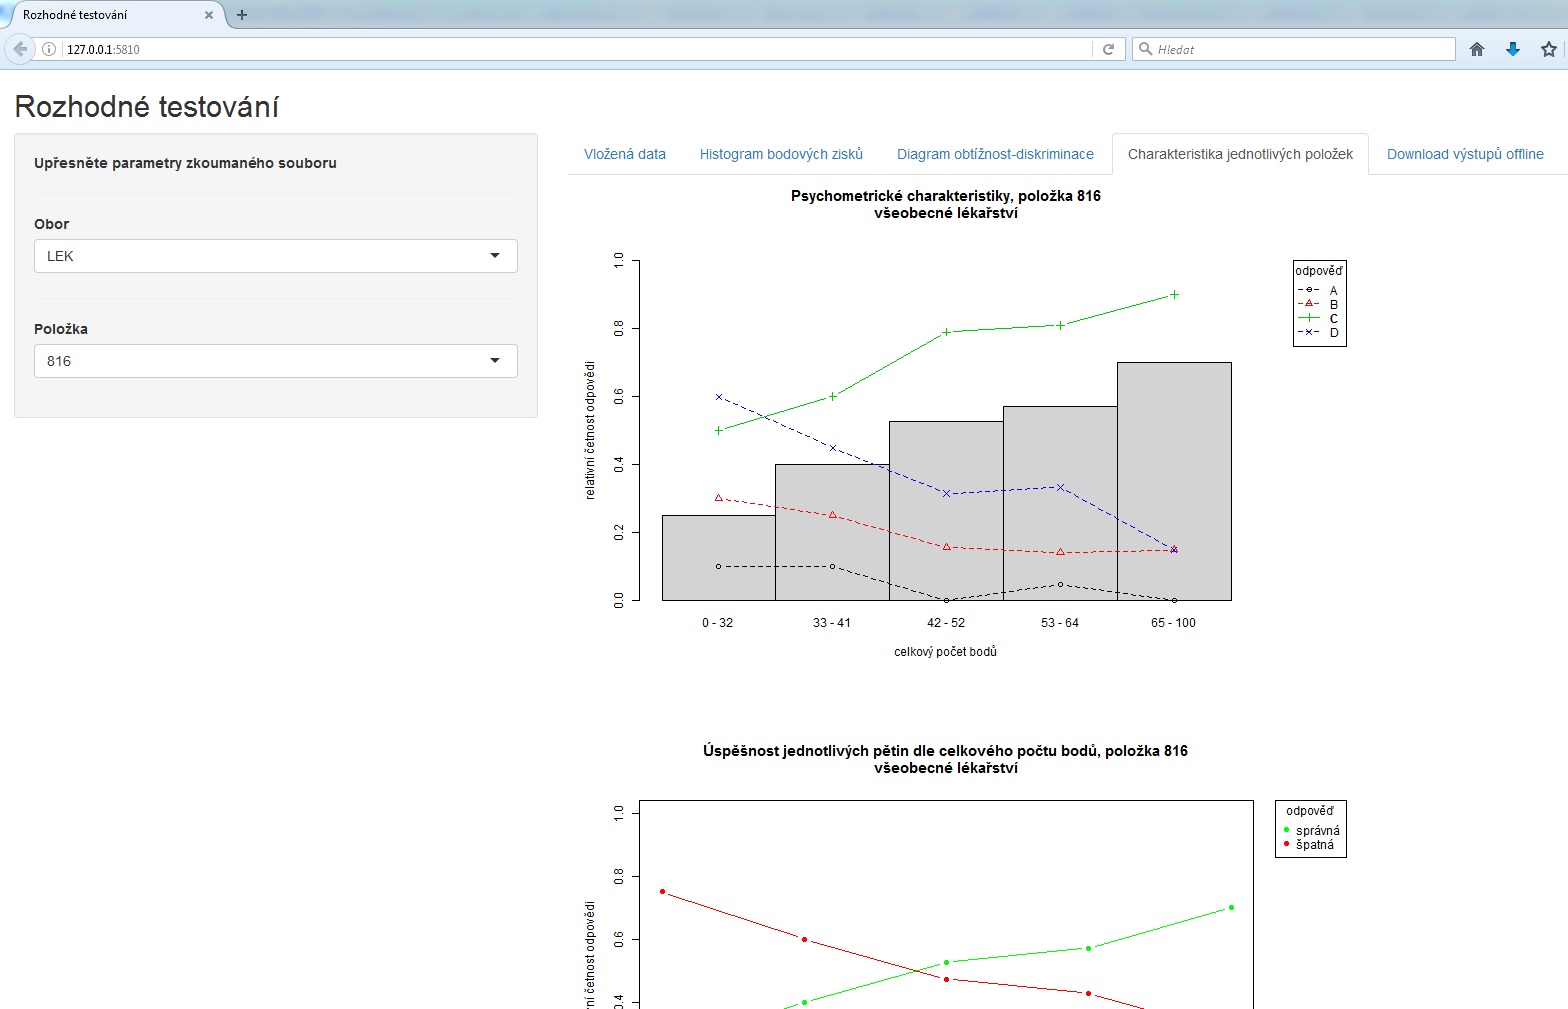 Rozhodné testování
127.0.0.1:5810
Hledat
Rozhodné testování
Upřesněte parametry zkoumaného souboru
Obor
LEK
Položka
816
Vložená data
Histogram bodových zisků
Diagram obtížnost-diskriminace
Charakteristika jednotlivých položek
Download výstupů offline
Psychometrické charakteristiky, položka 816
všeobecné lékařství
relativní četnost odpovědi
1.0
0.8
0.6
0.4
0.2
0.0
0 - 32
33 - 41
42 - 52
53 - 64
65 - 100
celkový počet bodů
odpověď
A
B
C
D
Úspěšnost jednotlivých pětin dle celkového počtu bodů, položka 816
všeobecné lékařství
ní četnost odpovědi
1.0
0.8
0.6
0.4
odpověď
správná
špatná